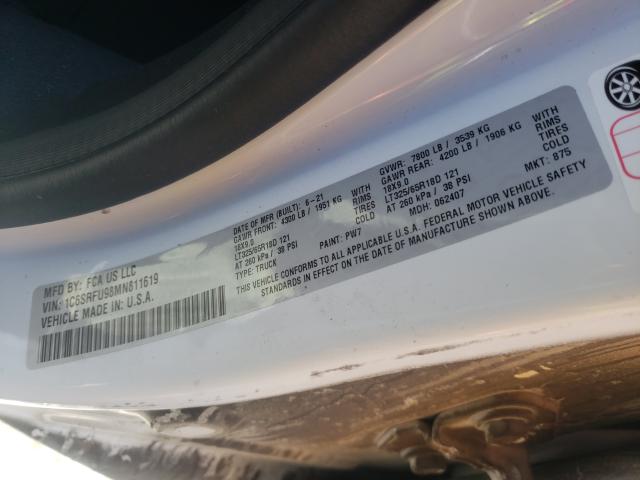 MFD BY: FCA US LLC
VIN: 1C6SRFU98MN811619
VEHICLE MADE IN U.S.A.
DATE OF MFR (BUILT): 6-21
GAWR FRONT: 4300 LB / 1951 KG WITH
18X9.0 RIMS
LT325/65R18D 121 TIRES
AT 260 kPa / 38 PSI COLD
TYPE: TRUCK PAINT: PW7
GVWR: 7800 LB / 3539 KG
GAWR REAR: 4200 LB / 1906 KG WITH
18X9.0 RIMS
LT325/65R18D 121 TIRES
AT 260 kPa / 38 PSI COLD
MDH: 062407 MKT: 875
THIS VEHICLE CONFORMS TO ALL APPLICABLE U.S.A. FEDERAL MOTOR VEHICLE SAFETY
STANDARDS IN EFFECT ON THE DATE OF MANUFACTURE SHOWN ABOVE.